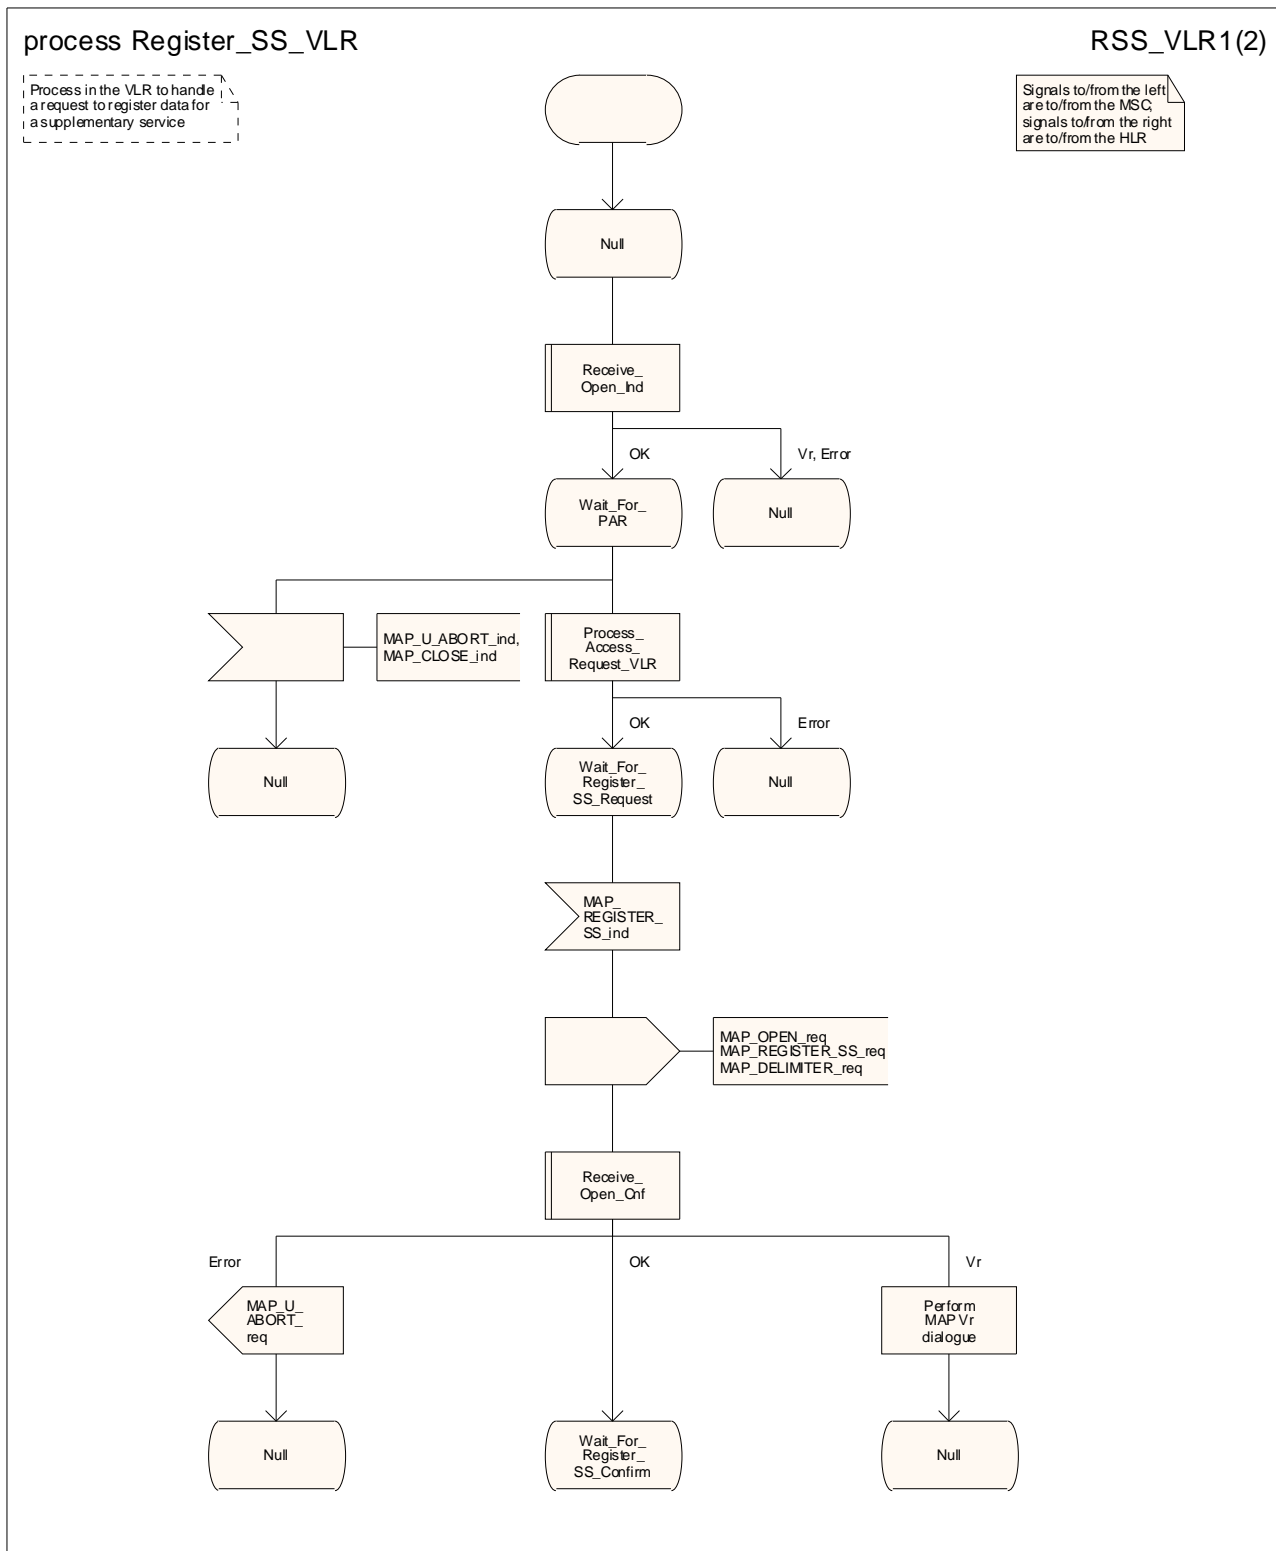 process Register_SS_VLR
RSS_VLR1(2)
Process in the VLR to handle
a request to register data for
a supplementary service
Signals to/from the left
are to/from the MSC;
signals to/from the right
are to/from the HLR
Null
Receive_
Open_Ind
OK
Vr, Error
Wait_For_
PAR
Null
MAP_U_ABORT_ind,
MAP_CLOSE_ind
Process_
Access_
Request_VLR
OK
Error
Null
Wait_For_
Register_
SS_Request
Null
MAP_
REGISTER_
SS_ind
MAP_OPEN_req
MAP_REGISTER_SS_req
MAP_DELIMITER_req
Receive_
Open_Cnf
Error
OK
Vr
MAP_U_
ABORT_
req
Perform
MAP Vr
dialogue
Null
Wait_For_
Register_
SS_Confirm
Null